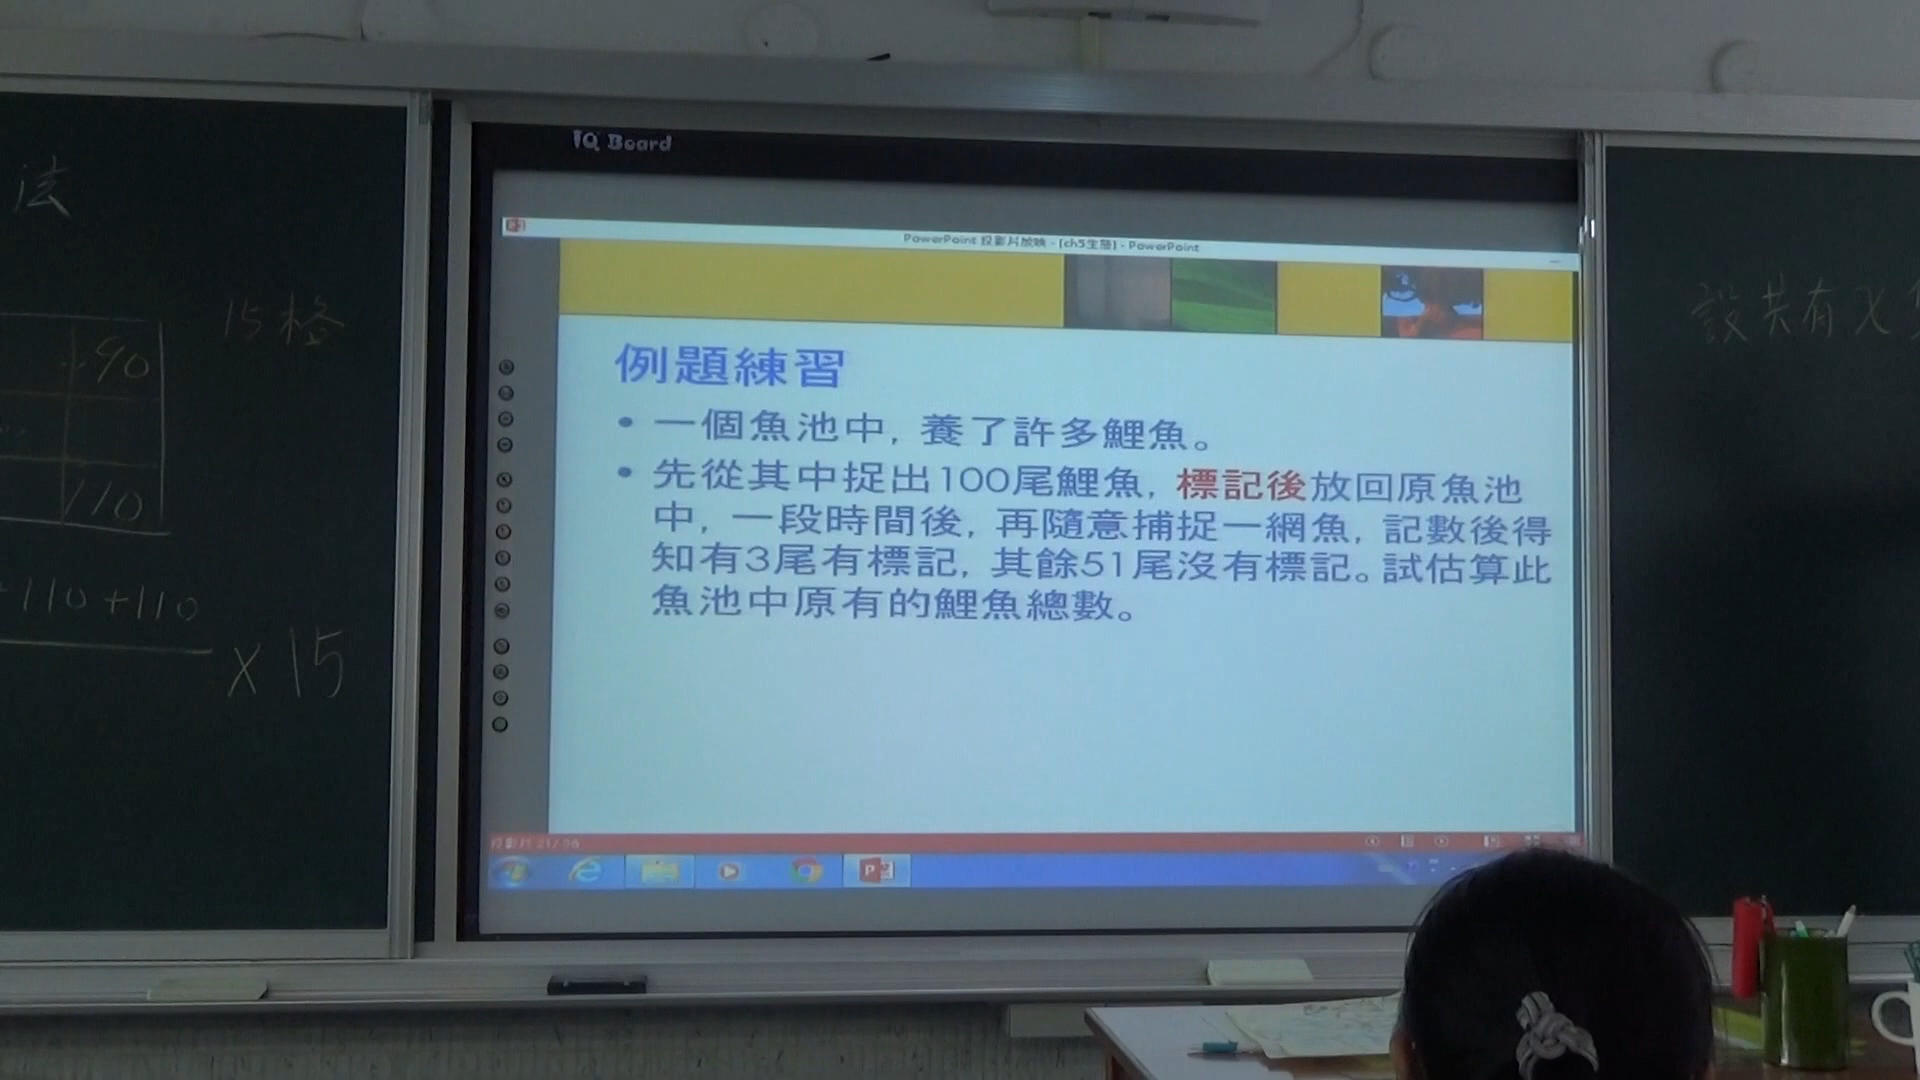 IQ Board
PowerPoint 投影片放映 - [ch5生態] - PowerPoint
例題練習
• 一個魚池中, 養了許多鯉魚。
• 先從其中捉出100尾鯉魚, 標記後放回原魚池
中, 一段時間後, 再隨意捕捉一網魚, 記數後得
知有3尾有標記, 其餘51尾沒有標記。試估算此
魚池中原有的鯉魚總數。
法
15格
90
110
110+110
x 15
設共有x